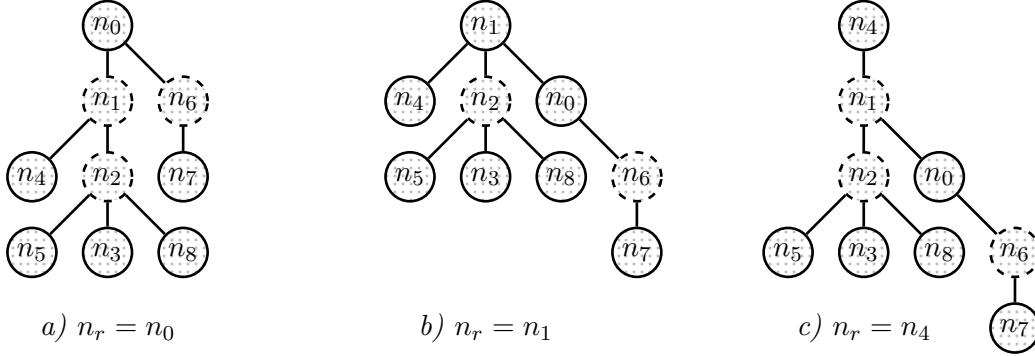 n₀ n₁ n₄
n₁ n₆ n₄ n₂ n₀ n₁
n₄ n₂ n₇ n₅ n₃ n₈ n₆ n₂ n₀
n₅ n₃ n₈ n₇ n₅ n₃ n₈ n₆
a) nᵣ = n₀ b) nᵣ = n₁ c) nᵣ = n₄ n₇